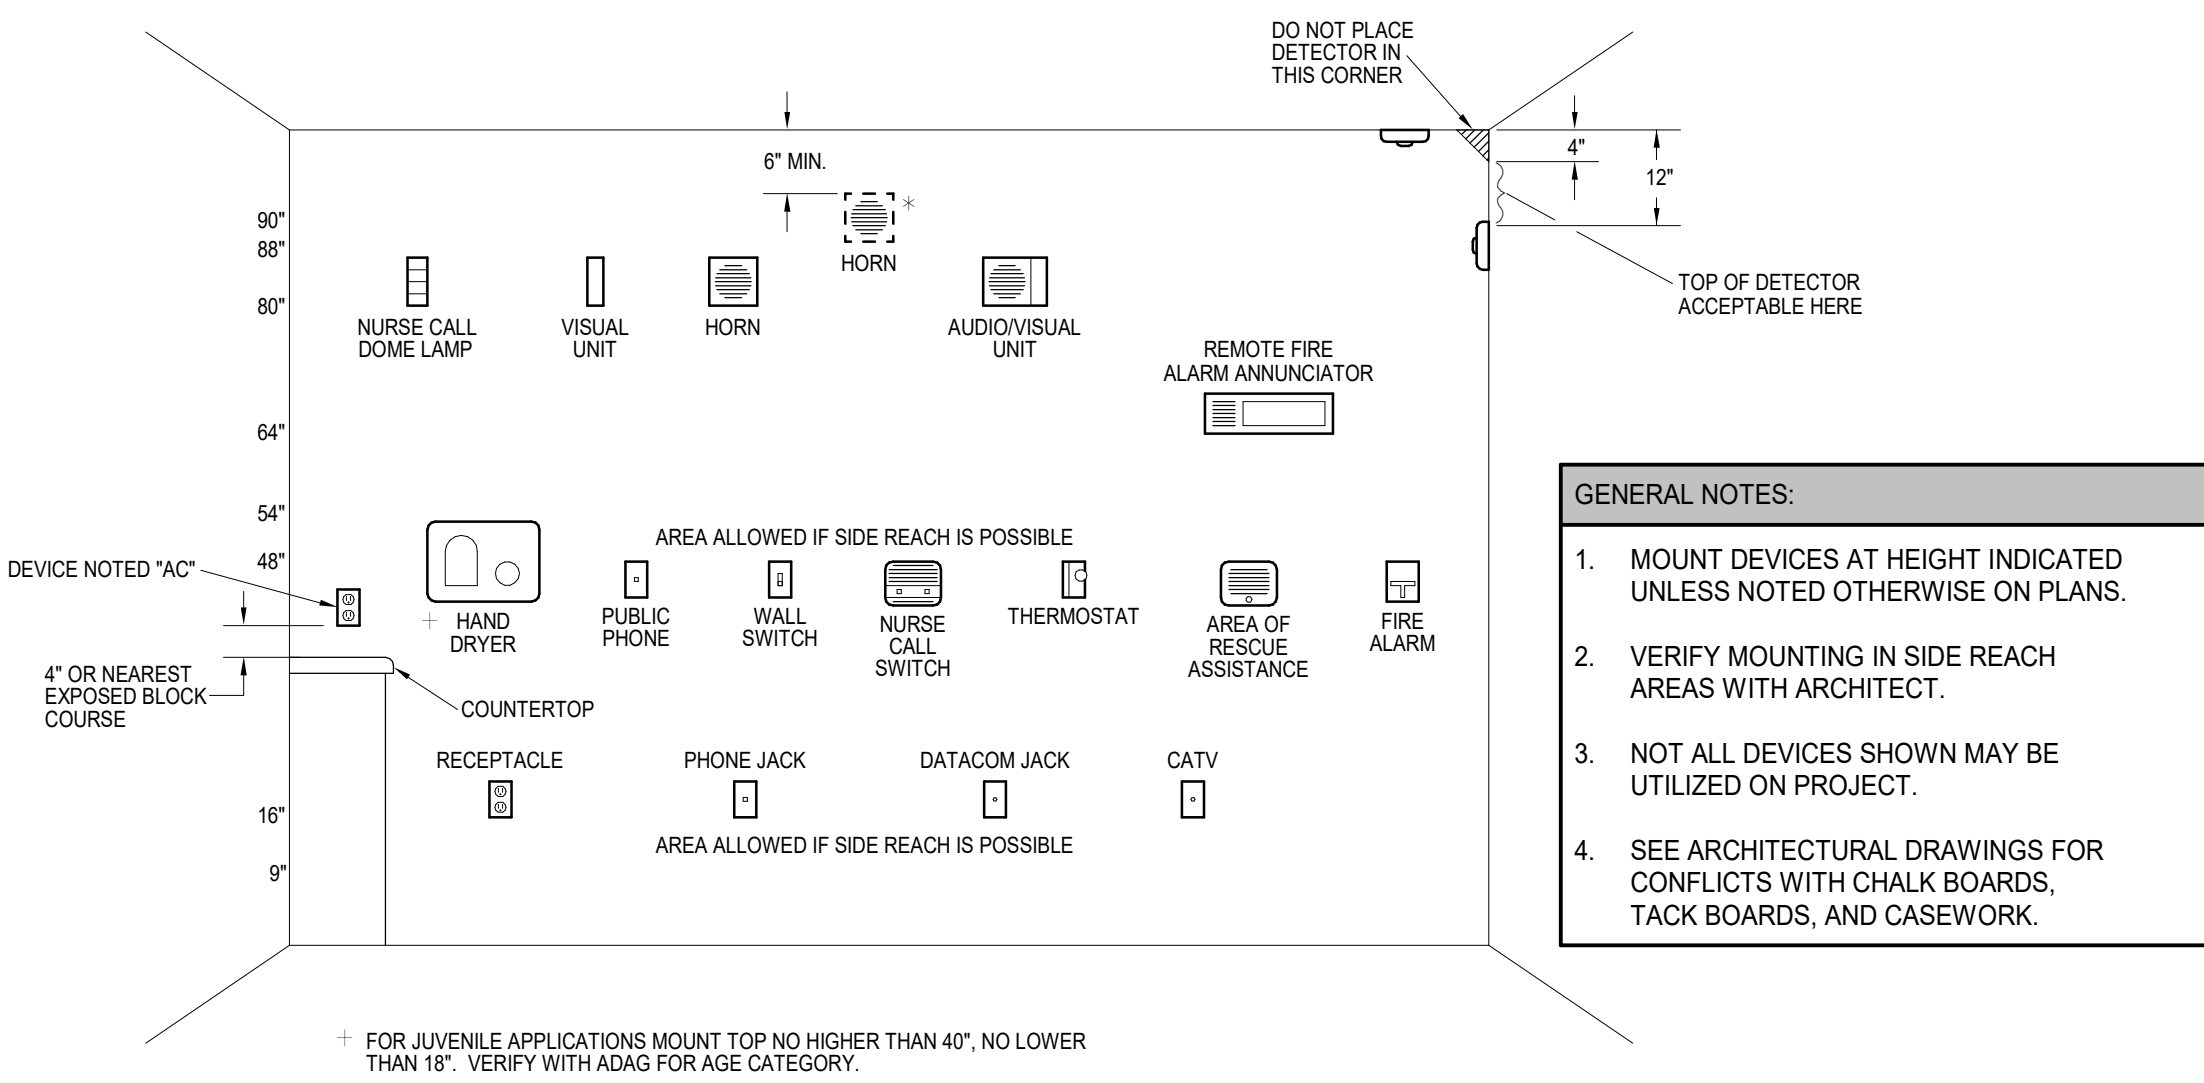 DO NOT PLACE
DETECTOR IN
THIS CORNER
6" MIN.
4"
12"
90"
88"
80"
64"
54"
48"
16"
9"
*
HORN
NURSE CALL
DOME LAMP
VISUAL
UNIT
HORN
AUDIO/VISUAL
UNIT
TOP OF DETECTOR
ACCEPTABLE HERE
REMOTE FIRE
ALARM ANNUNCIATOR
AREA ALLOWED IF SIDE REACH IS POSSIBLE
DEVICE NOTED "AC"
+ HAND
DRYER
PUBLIC
PHONE
WALL
SWITCH
NURSE
CALL
SWITCH
THERMOSTAT
AREA OF
RESCUE
ASSISTANCE
FIRE
ALARM
4" OR NEAREST
EXPOSED BLOCK
COURSE
COUNTERTOP
RECEPTACLE
PHONE JACK
DATACOM JACK
CATV
AREA ALLOWED IF SIDE REACH IS POSSIBLE
GENERAL NOTES:
1. MOUNT DEVICES AT HEIGHT INDICATED
UNLESS NOTED OTHERWISE ON PLANS.
2. VERIFY MOUNTING IN SIDE REACH
AREAS WITH ARCHITECT.
3. NOT ALL DEVICES SHOWN MAY BE
UTILIZED ON PROJECT.
4. SEE ARCHITECTURAL DRAWINGS FOR
CONFLICTS WITH CHALK BOARDS,
TACK BOARDS, AND CASEWORK.
+ FOR JUVENILE APPLICATIONS MOUNT TOP NO HIGHER THAN 40", NO LOWER
THAN 18". VERIFY WITH ADAG FOR AGE CATEGORY.